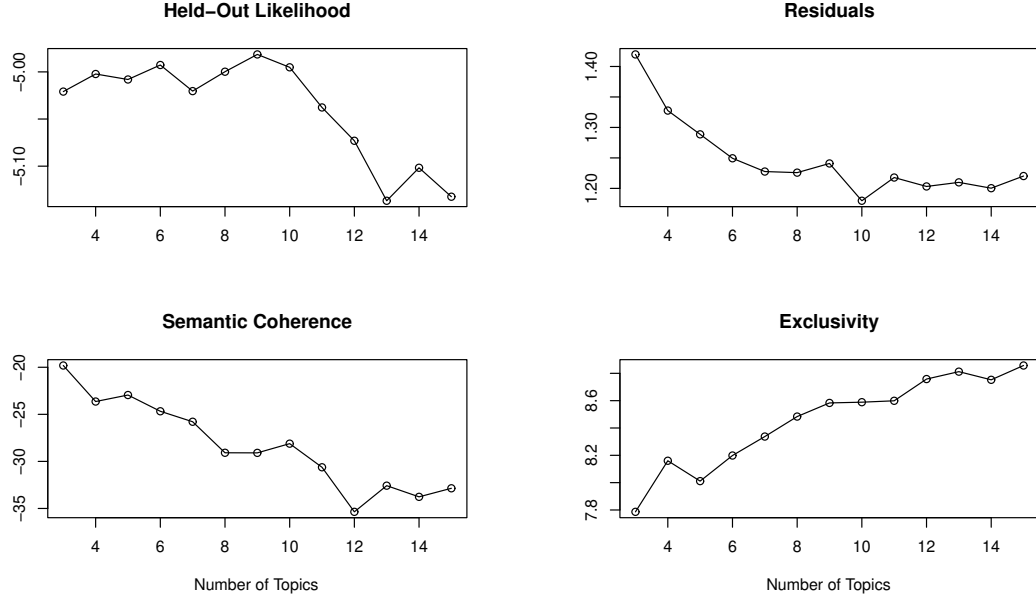 Held−Out Likelihood
−5.00
−5.10
4 6 8 10 12 14
Residuals
1.40
1.30
1.20
4 6 8 10 12 14
Semantic Coherence
−20
−25
−30
−35
4 6 8 10 12 14
Number of Topics
Exclusivity
8.6
8.2
7.8
4 6 8 10 12 14
Number of Topics